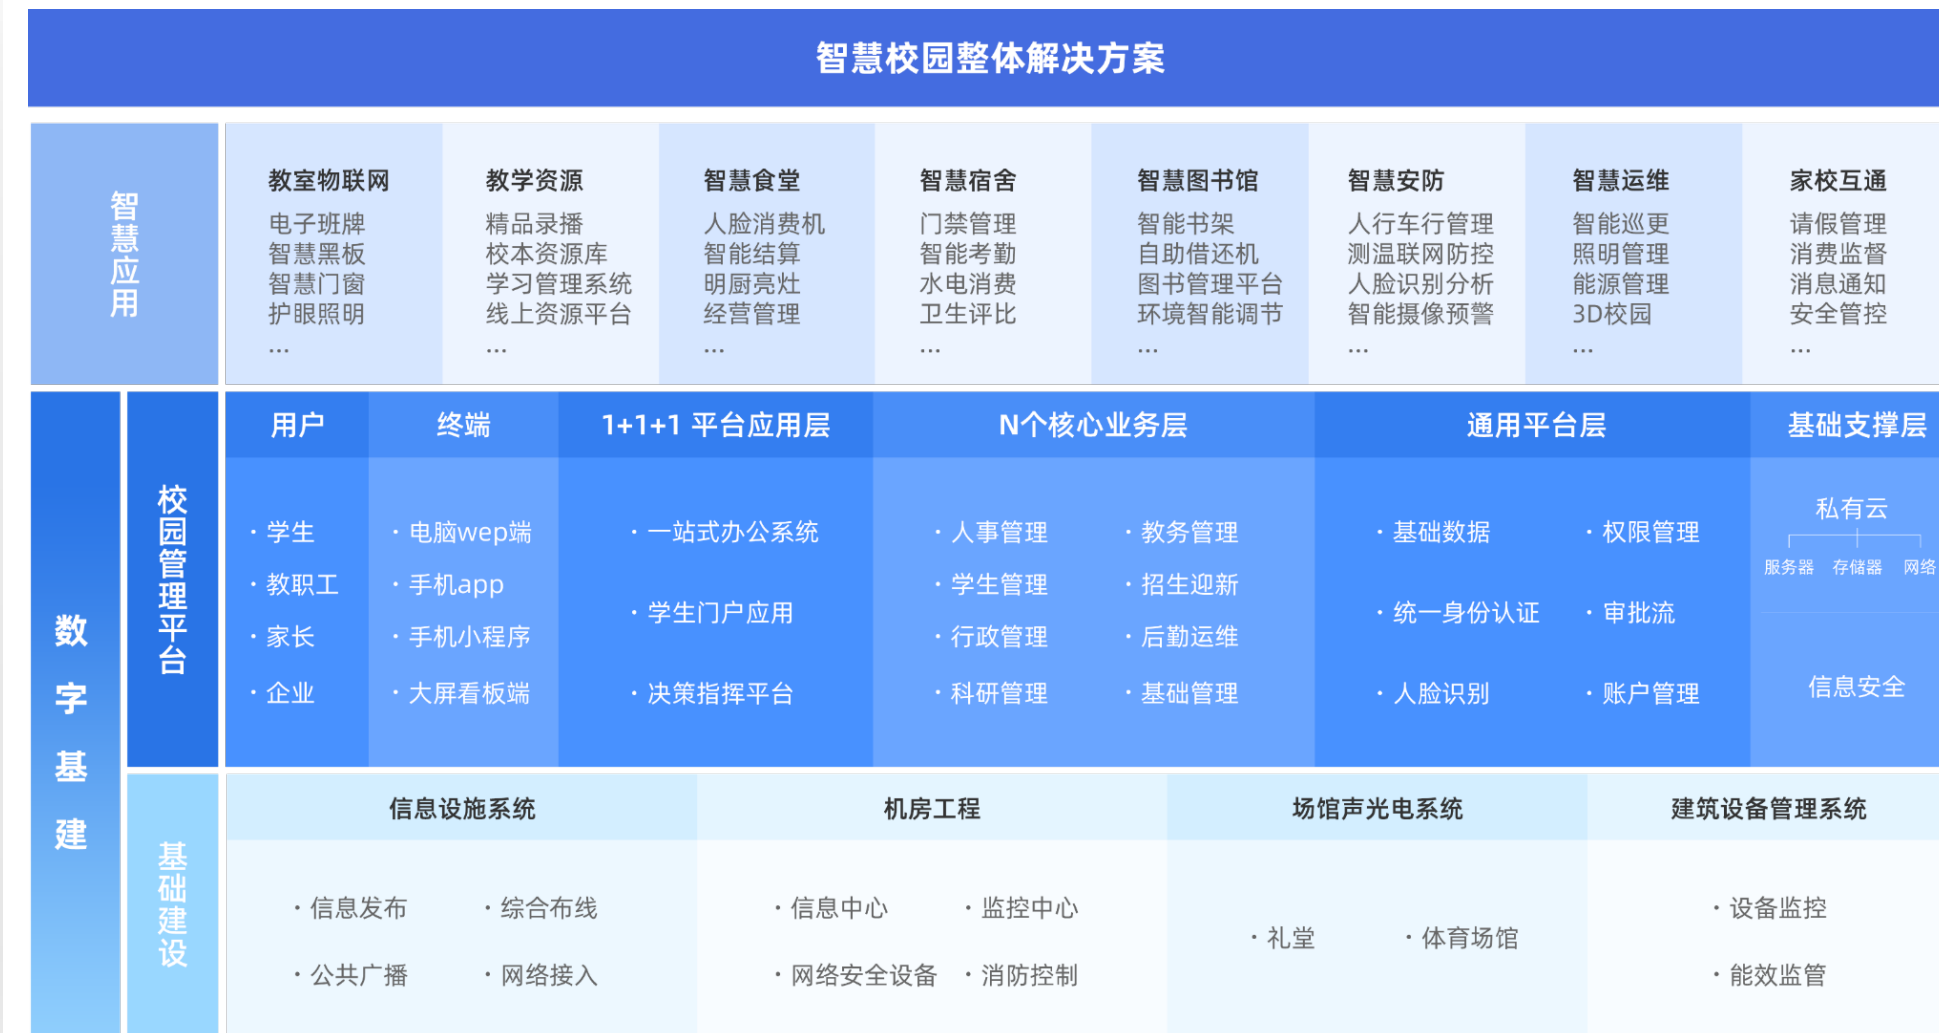 智慧校园整体解决方案
智慧应用
教室物联网
电子班牌
智慧黑板
智慧门窗
护眼照明
...
教学资源
精品录播
校本资源库
学习管理系统
线上资源平台
...
智慧食堂
人脸消费机
智能结算
明厨亮灶
经营管理
...
智慧宿舍
门禁管理
智能考勤
水电消费
卫生评比
...
智慧图书馆
智能书架
自助借还机
图书管理平台
环境智能调节
...
智慧安防
人行车行管理
测温联网防控
人脸识别分析
智能摄像预警
...
智慧运维
智能巡更
照明管理
能源管理
3D校园
...
家校互通
请假管理
消费监督
消息通知
安全管控
...
数字基建
校园管理平台
用户
· 学生
· 教职工
· 家长
· 企业
终端
· 电脑wep端
· 手机app
· 手机小程序
· 大屏看板端
1+1+1 平台应用层
· 一站式办公系统
· 学生门户应用
· 决策指挥平台
N个核心业务层
· 人事管理
· 教务管理
· 学生管理
· 招生迎新
· 行政管理
· 后勤运维
· 科研管理
· 基础管理
通用平台层
· 基础数据
· 权限管理
· 统一身份认证
· 审批流
· 人脸识别
· 账户管理
基础支撑层
私有云
服务器 存储器 网络
信息安全
基础建设
信息设施系统
· 信息发布
· 综合布线
· 公共广播
· 网络接入
机房工程
· 信息中心
· 监控中心
· 网络安全设备
· 消防控制
场馆声光电系统
· 礼堂
· 体育场馆
建筑设备管理系统
· 设备监控
· 能效监管